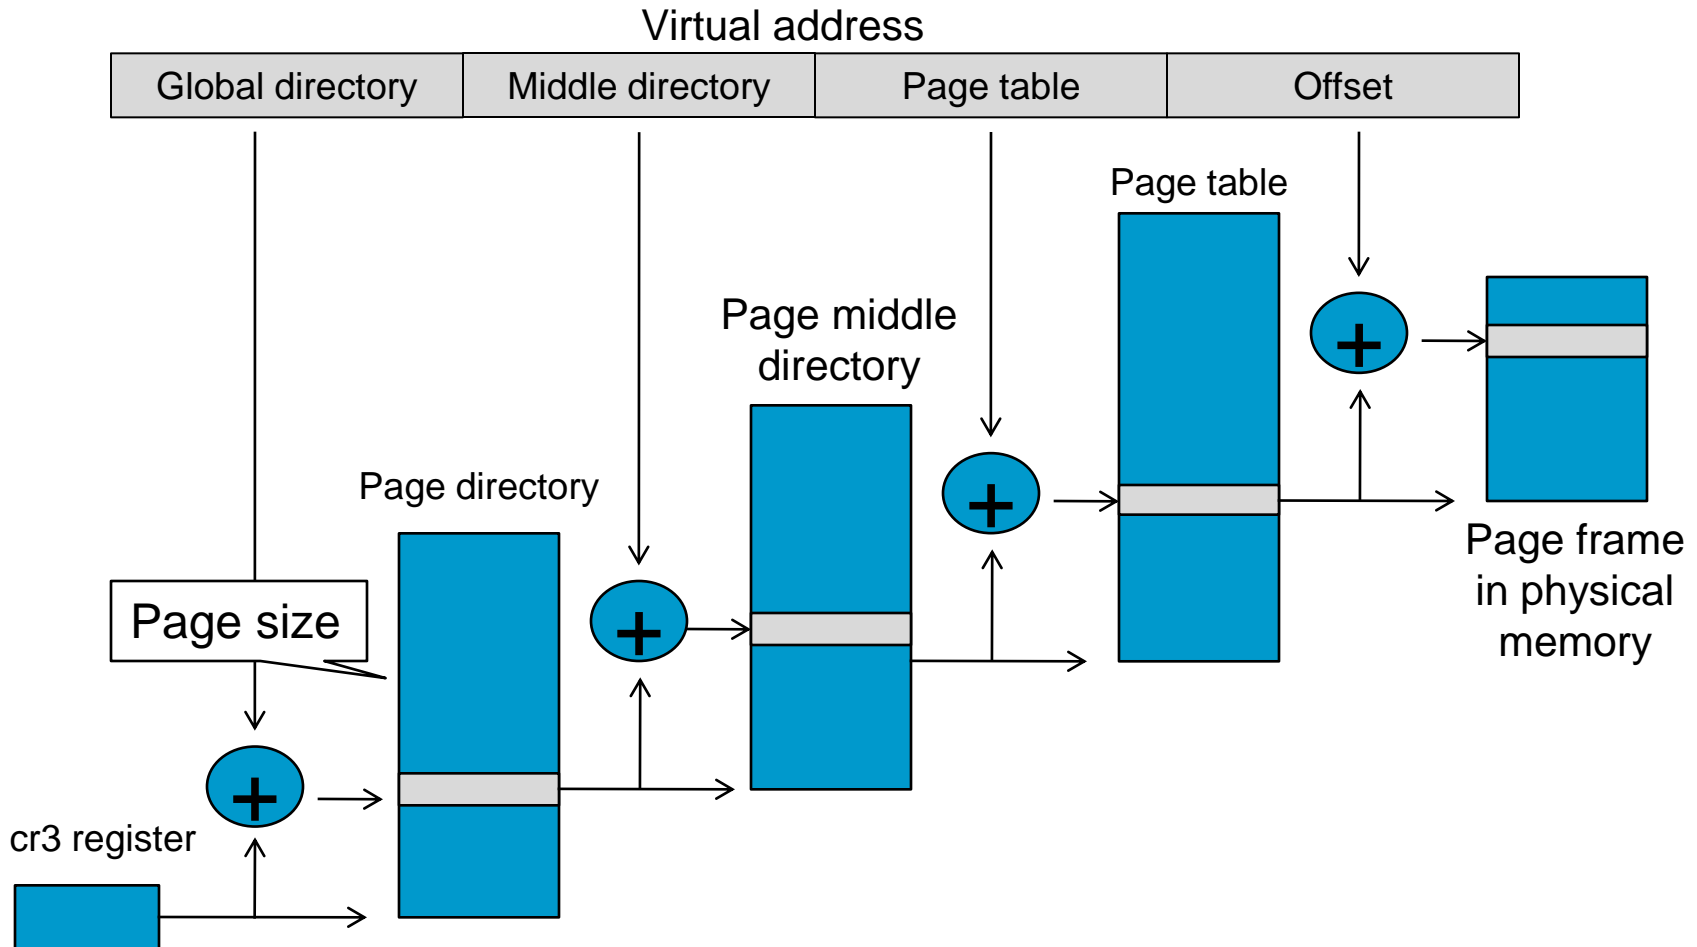 Virtual address
Global directory
Middle directory
Page table
Offset
Page table
Page middle
directory
Page directory
Page frame
in physical
memory
Page size
cr3 register
+
+
+
+